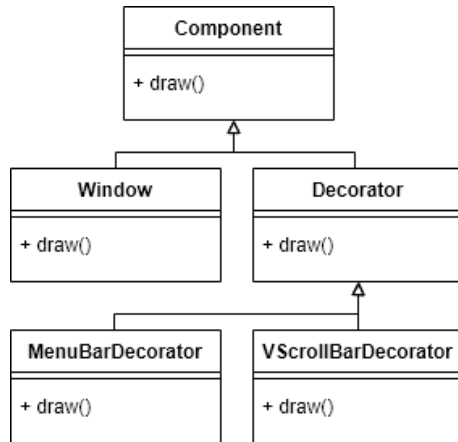 Component
+ draw()
Window
Decorator
+ draw()
+ draw()
MenuBarDecorator
VScrollBarDecorator
+ draw()
+ draw()